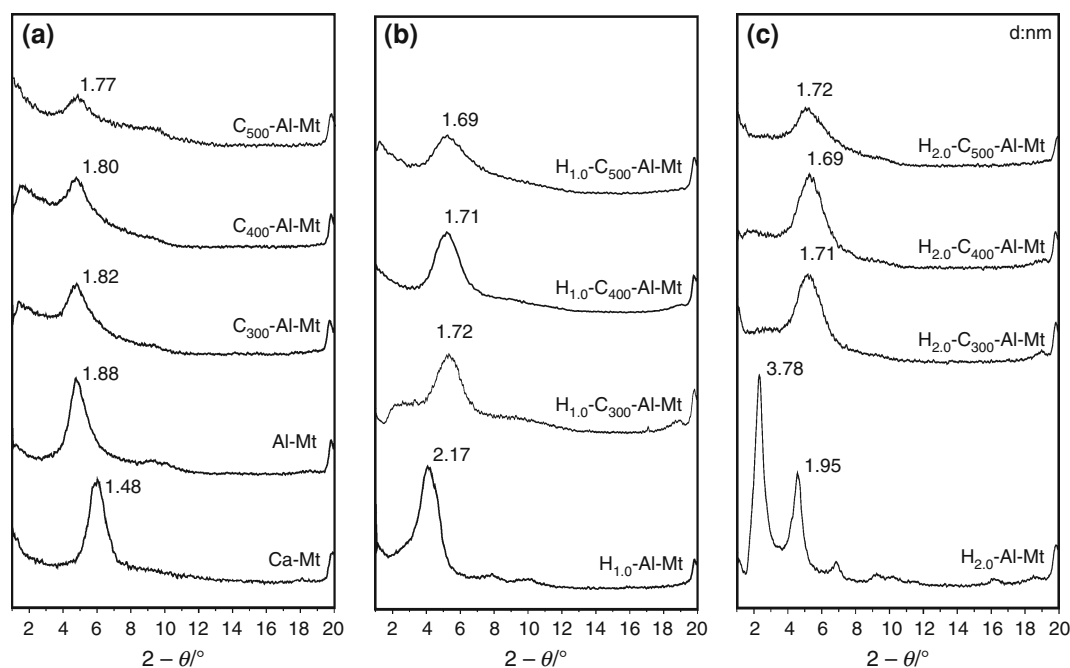 (a)
1.77
C500-Al-Mt
1.80
C400-Al-Mt
1.82
C300-Al-Mt
1.88
Al-Mt
1.48
Ca-Mt
2 4 6 8 10 12 14 16 18 20
2 – θ/°
(b)
1.69
H1.0-C500-Al-Mt
1.71
H1.0-C400-Al-Mt
1.72
H1.0-C300-Al-Mt
2.17
H1.0-Al-Mt
2 4 6 8 10 12 14 16 18 20
2 – θ/°
(c) d:nm
1.72
H2.0-C500-Al-Mt
1.69
H2.0-C400-Al-Mt
1.71
H2.0-C300-Al-Mt
3.78
1.95
H2.0-Al-Mt
2 4 6 8 10 12 14 16 18 20
2 – θ/°